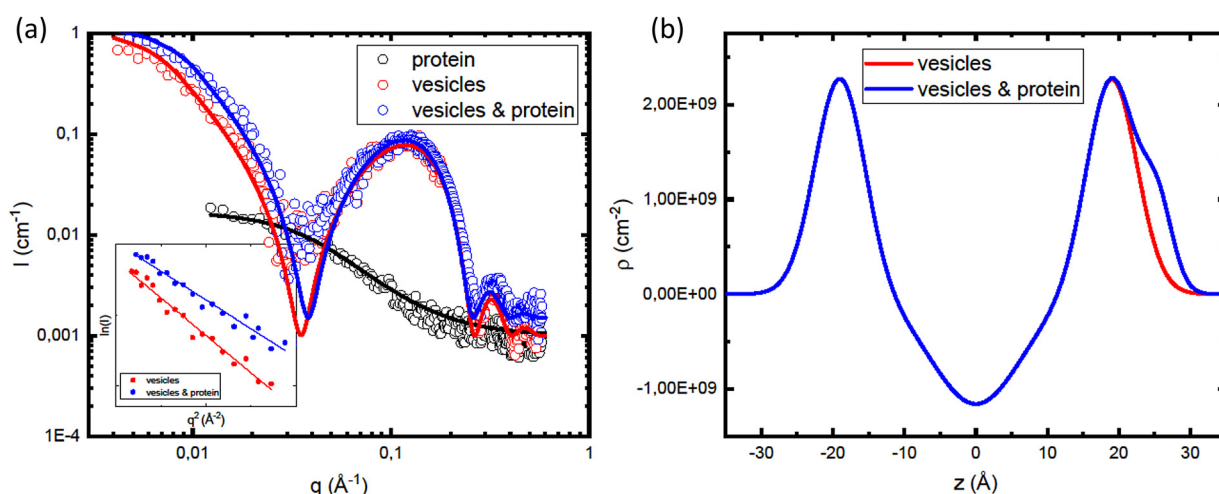 (a)
1
0,1
0,01
0,001
1E-4
I (cm⁻¹)
protein
vesicles
vesicles & protein
ln(I)
vesicles
vesicles & protein
q² (Å⁻²)
0,01
0,1
1
q (Å⁻¹)
(b)
vesicles
vesicles & protein
2,00E+09
1,00E+09
0,00E+00
-1,00E+09
ρ (cm⁻²)
-30
-20
-10
0
10
20
30
z (Å)